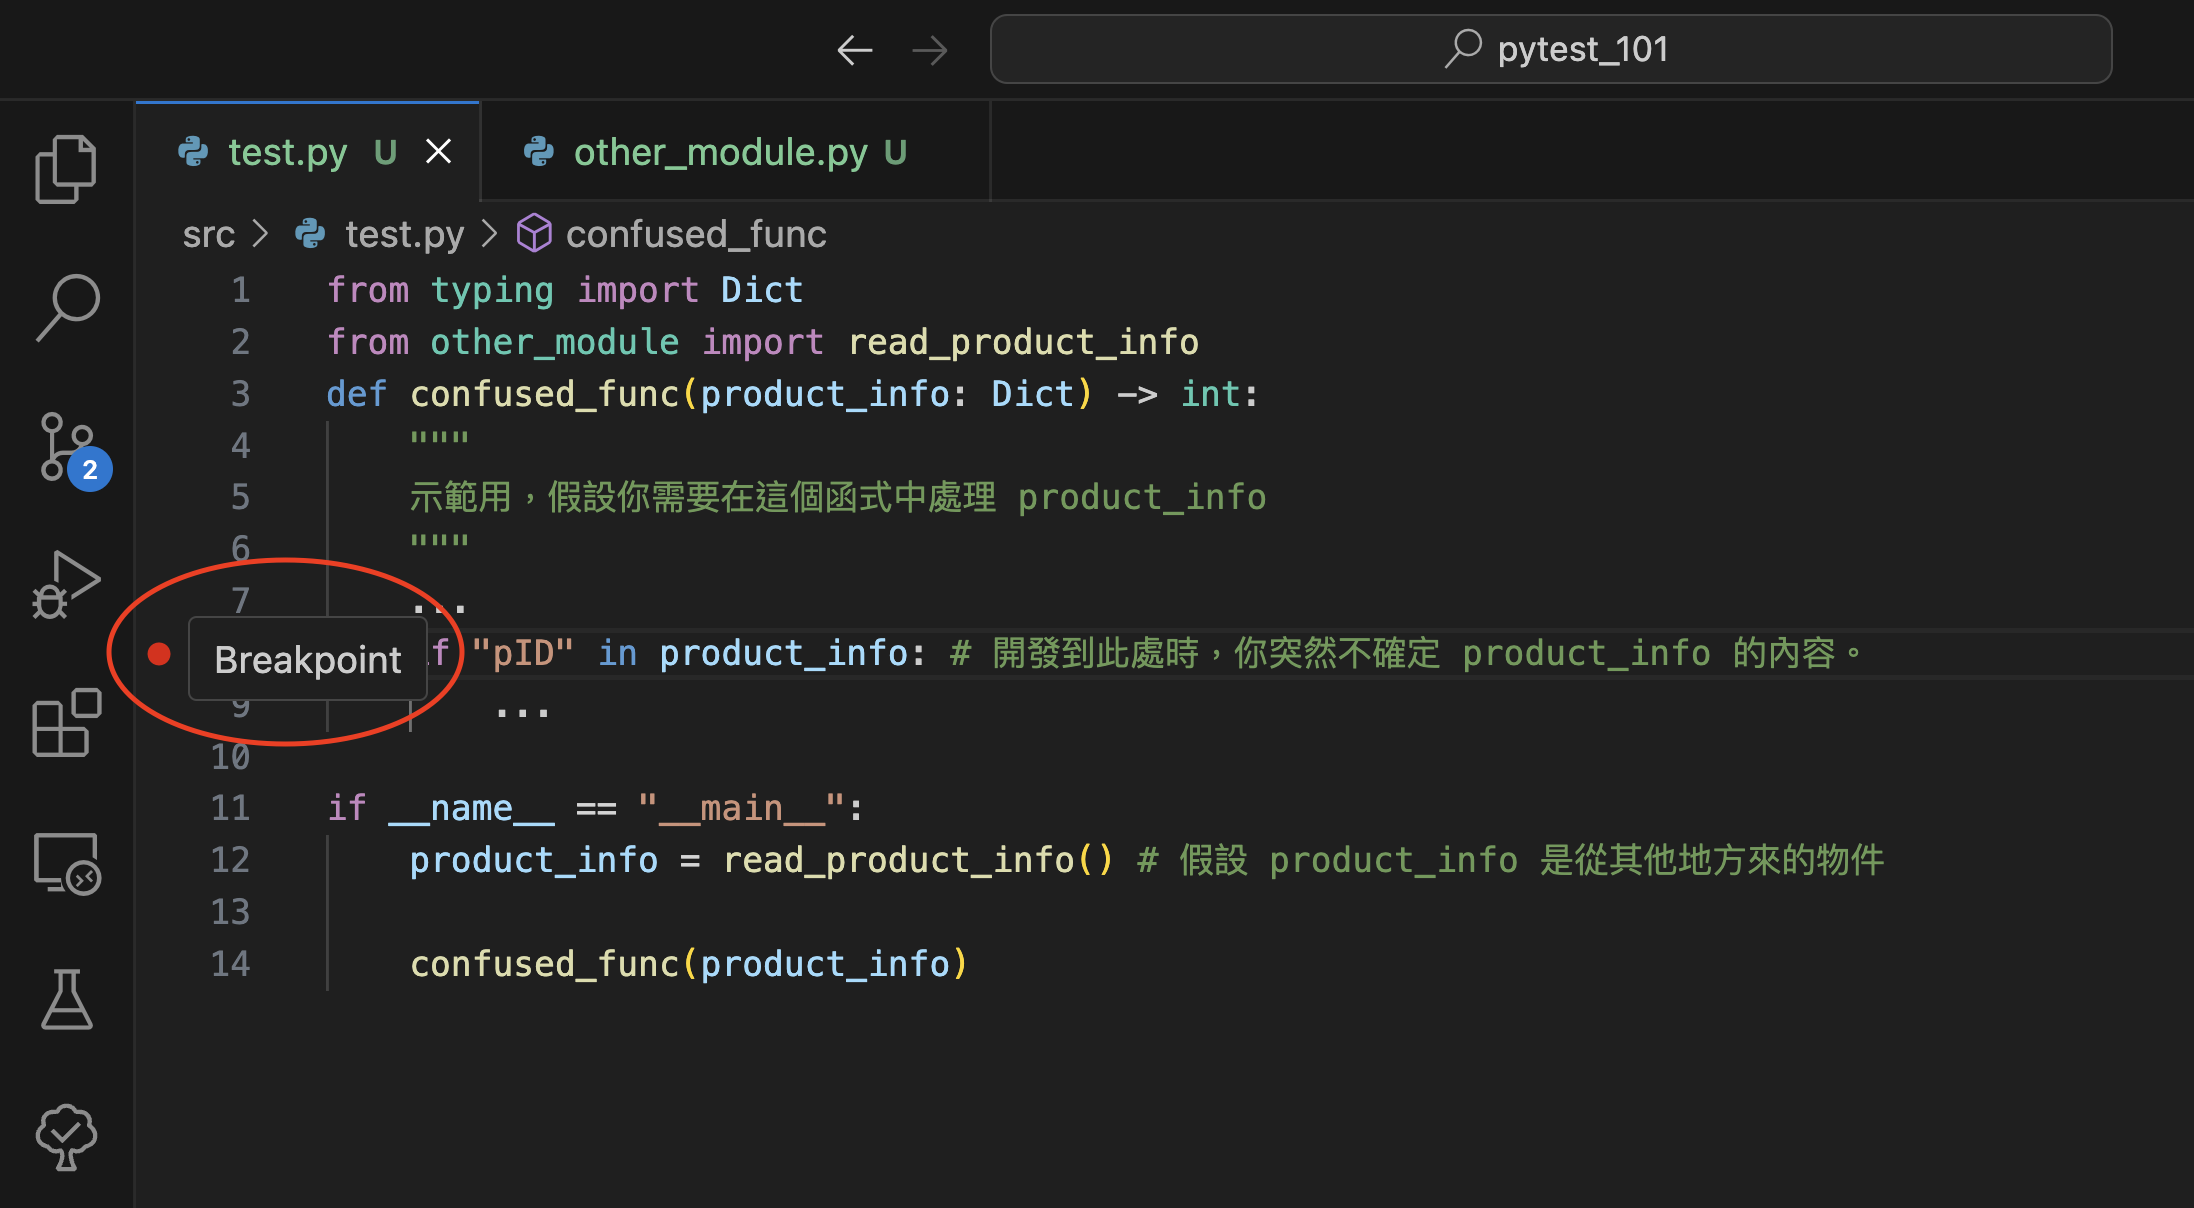 pytest_101
test.py U other_module.py U
src test.py confused_func
1 from typing import Dict
2 from other_module import read_product_info
3 def confused_func(product_info: Dict) -> int:
4 """
5 示範用，假設你需要在這個函式中處理 product_info
6 """
7 ...
Breakpoint if "pID" in product_info: # 開發到此處時，你突然不確定 product_info 的內容。
9 ...
10
11 if __name__ == "__main__":
12 product_info = read_product_info() # 假設 product_info 是從其他地方來的物件
13
14 confused_func(product_info)
2